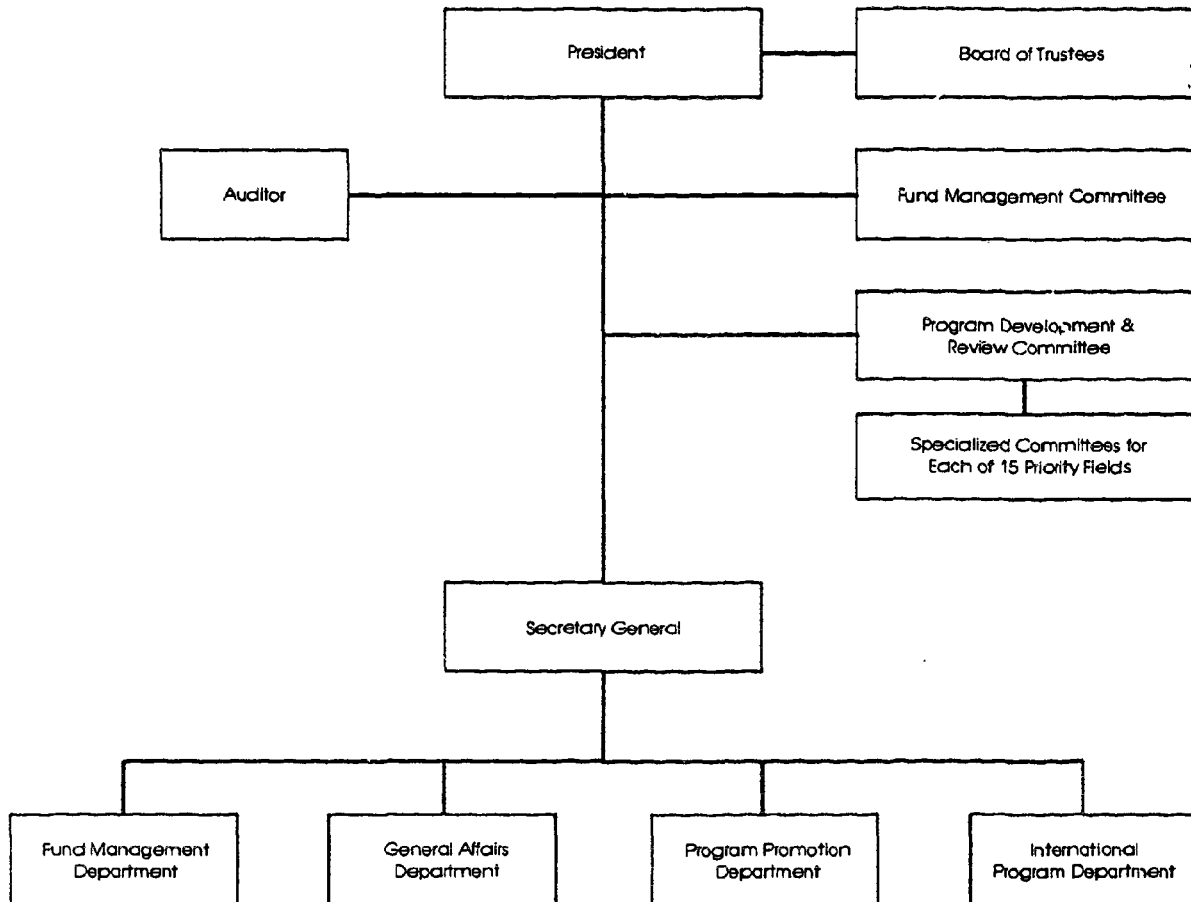 President
Board of Trustees
Auditor
Fund Management Committee
Program Development &
Review Committee
Specialized Committees for
Each of 15 Priority Fields
Secretary General
Fund Management
Department
General Affairs
Department
Program Promotion
Department
International
Program Department